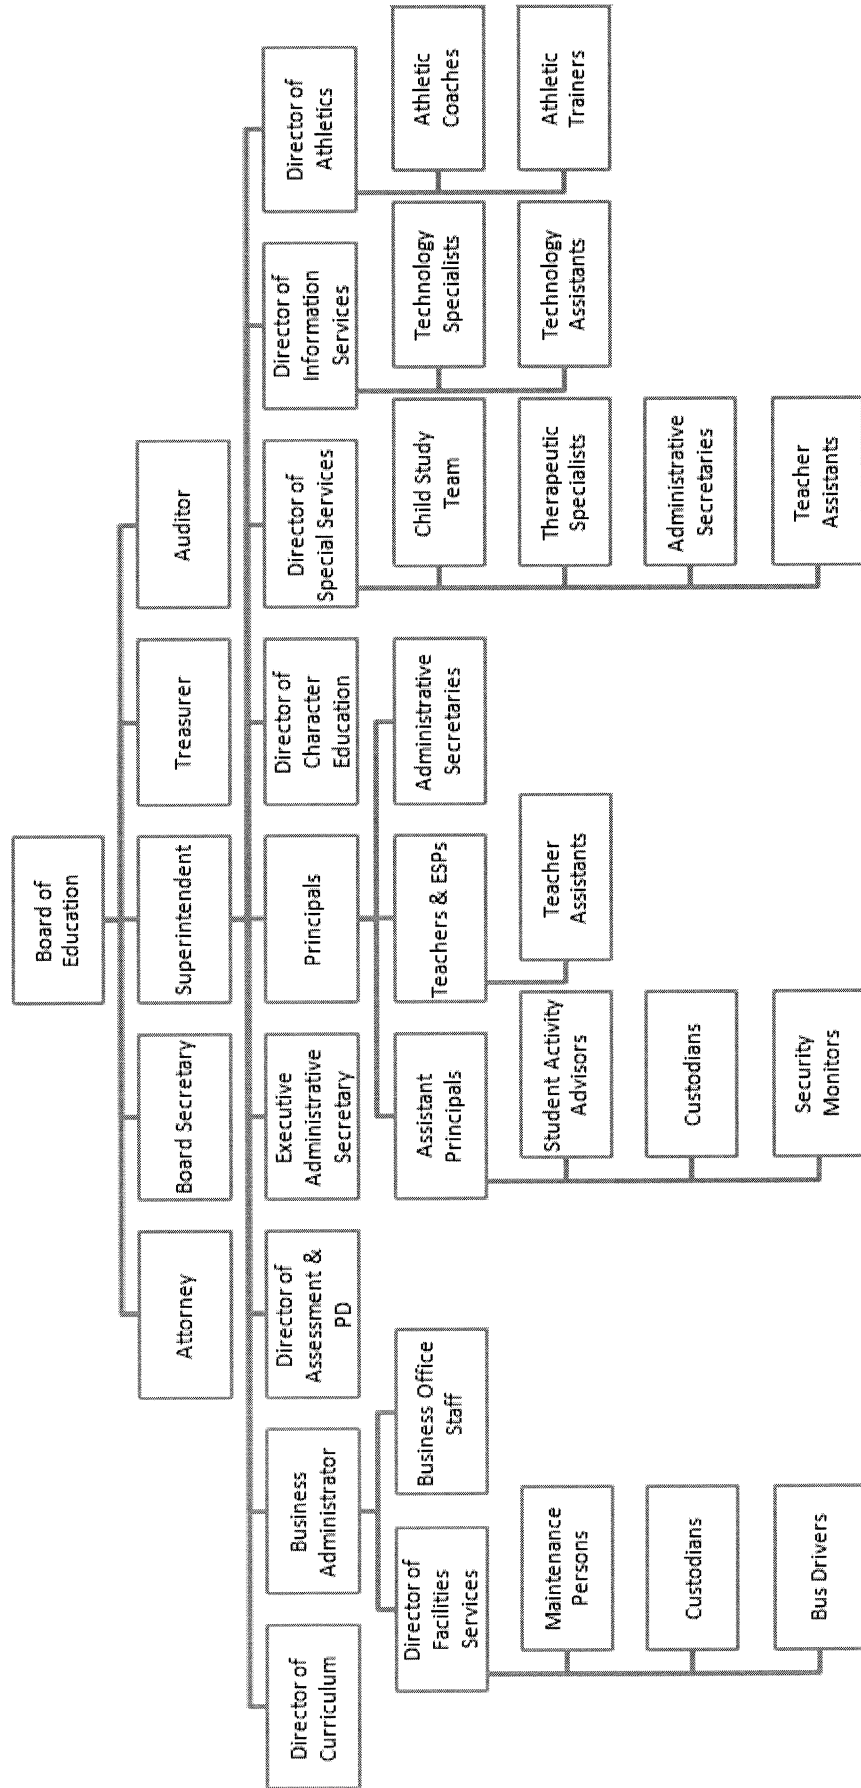 Board of
Education
Attorney
Board Secretary
Superintendent
Treasurer
Auditor
Director of
Curriculum
Business
Administrator
Director of
Assessment &
PD
Executive
Administrative
Secretary
Principals
Director of
Character
Education
Director of
Special Services
Director of
Information
Services
Director of
Athletics
Director of
Facilities
Services
Business Office
Staff
Assistant
Principals
Teachers & ESPs
Administrative
Secretaries
Child Study
Team
Technology
Specialists
Athletic
Coaches
Maintenance
Persons
Student Activity
Advisors
Teacher
Assistants
Therapeutic
Specialists
Technology
Assistants
Athletic
Trainers
Custodians
Custodians
Administrative
Secretaries
Bus Drivers
Security
Monitors
Teacher
Assistants